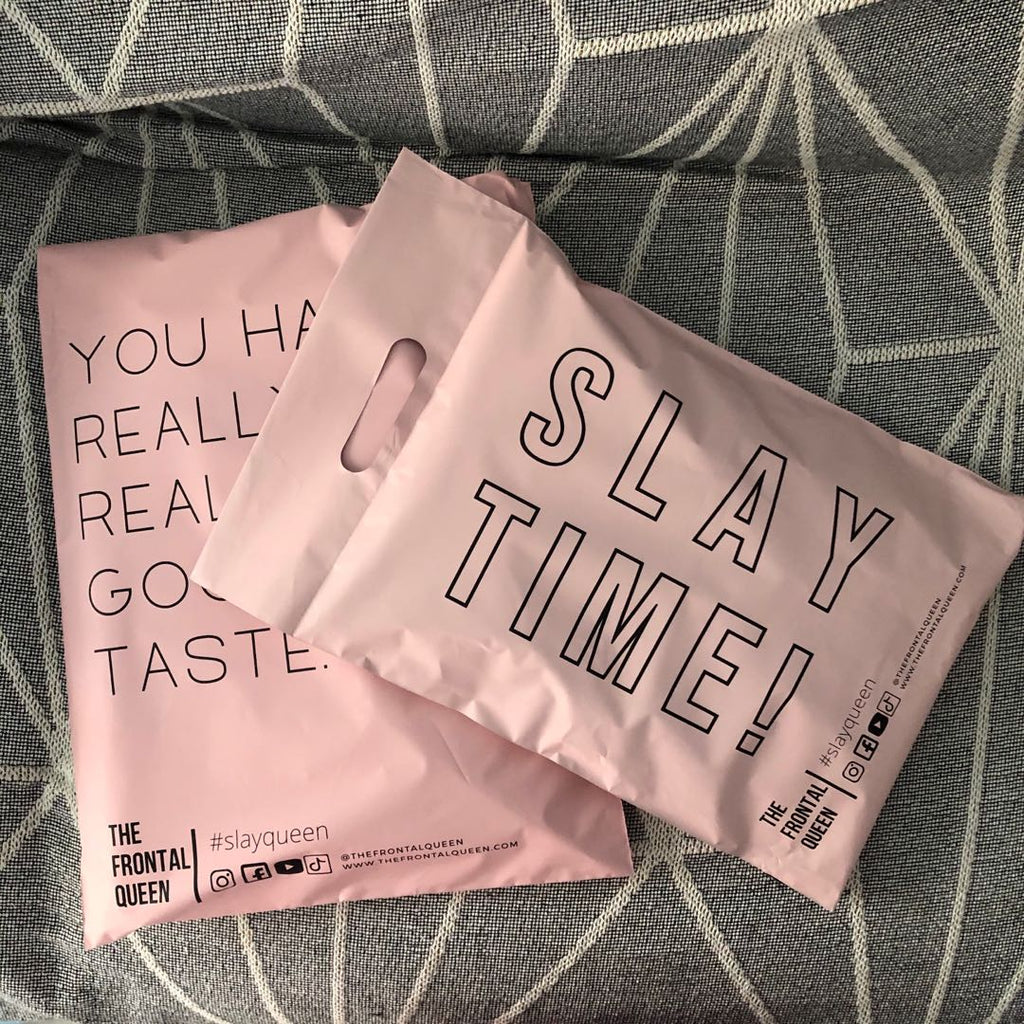 YOU HA
REALLY
REAL
GOO
TASTE.
THE
FRONTAL
QUEEN
#slayqueen
@THEFRONTALQUEEN
WWW.THEFRONTALQUEEN.COM
SLAY
TIME!
THE
FRONTAL
QUEEN
#slayqueen
@THEFRONTALQUEEN
WWW.THEFRONTALQUEEN.COM